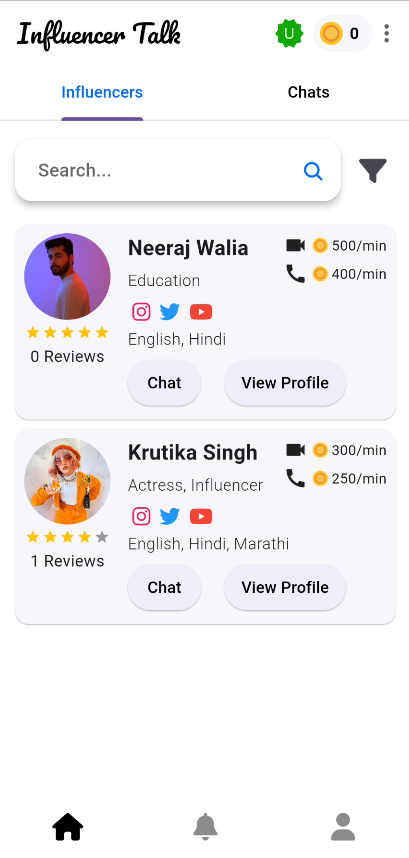 Influencer Talk
U
0
Influencers
Chats
Search...
Neeraj Walia
500/min
Education
400/min
English, Hindi
0 Reviews
Chat
View Profile
Krutika Singh
300/min
Actress, Influencer
250/min
English, Hindi, Marathi
1 Reviews
Chat
View Profile